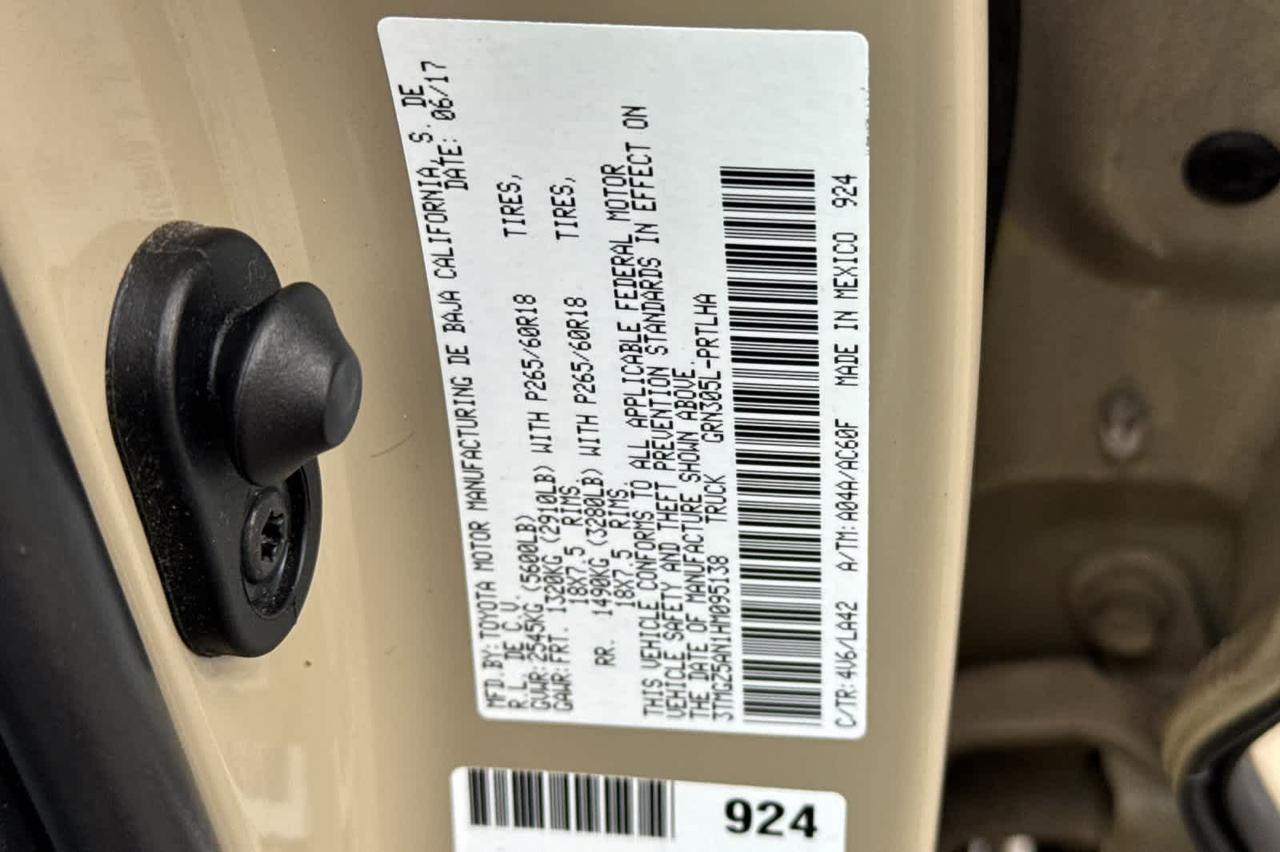 MFD.BY:TOYOTA MOTOR MANUFACTURING DE BAJA CALIFORNIA, S. DE
R.L. DE C.V. DATE: 06/17
GVWR:2545KG (5600LB)
GAWR:FRT. 1320KG (2910LB) WITH P265/60R18 TIRES,
18X7.5 RIMS.
RR. 1490KG (3280LB) WITH P265/60R18 TIRES,
18X7.5 RIMS.
THIS VEHICLE CONFORMS TO ALL APPLICABLE FEDERAL MOTOR
VEHICLE SAFETY AND THEFT PREVENTION STANDARDS IN EFFECT ON
THE DATE OF MANUFACTURE SHOWN ABOVE.
3TMGZ5AN1HM095138 TRUCK GRN305L-PRTLHA
C/TR:4V6/LA42 A/TM:A04A/AC60F MADE IN MEXICO 924
924